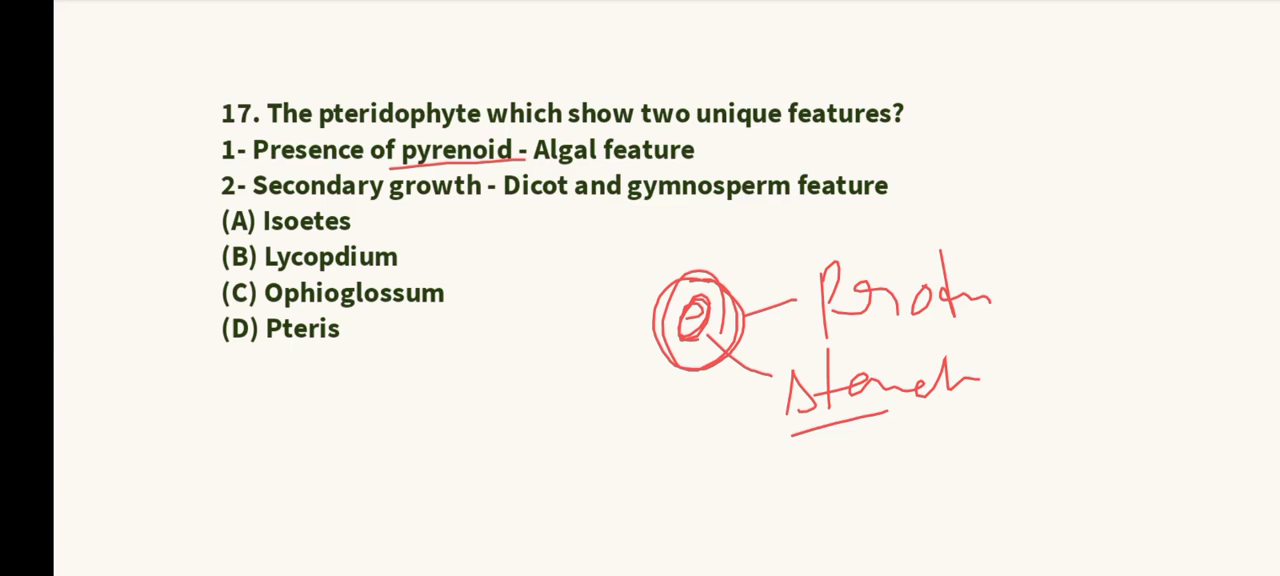 17. The pteridophyte which show two unique features?
1- Presence of pyrenoid - Algal feature
2- Secondary growth - Dicot and gymnosperm feature
(A) Isoetes
(B) Lycopdium
(C) Ophioglossum
(D) Pteris